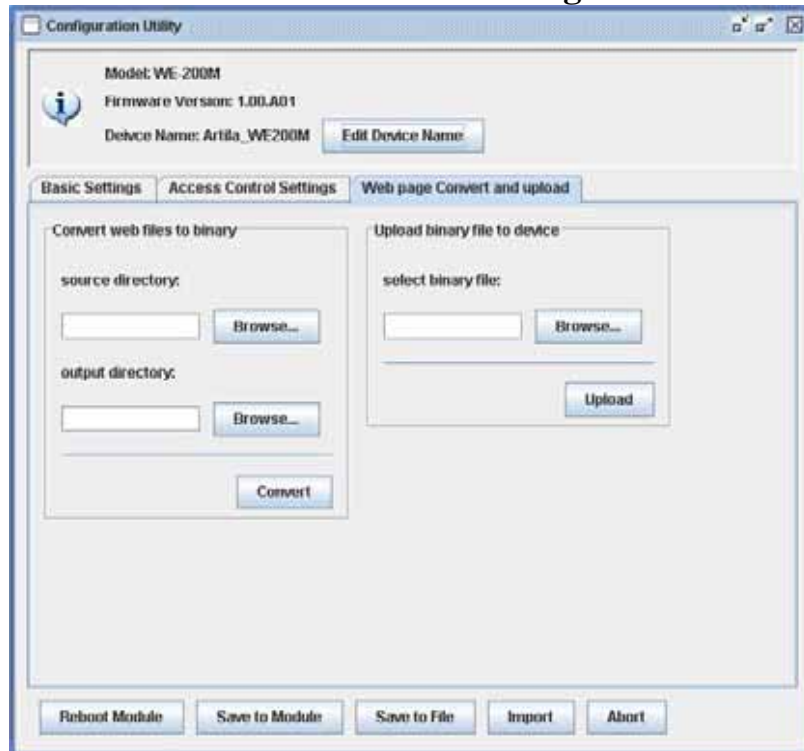 Configuration Utility
Model: WE-200M
Firmware Version: 1.00.A01
Deivce Name: Artila_WE200M
Edit Device Name
Basic Settings
Access Control Settings
Web page Convert and upload
Convert web files to binary
source directory:
Browse...
output directory:
Browse...
Convert
Upload binary file to device
select binary file:
Browse...
Upload
Reboot Module
Save to Module
Save to File
Import
Abort